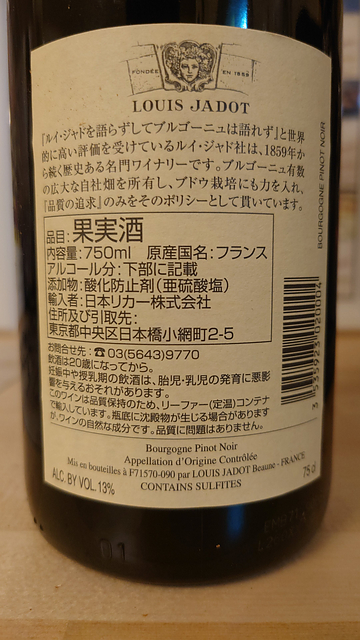 FONDÉE EN 1859
LOUIS JADOT
『ルイ・ジャドを語らずしてブルゴーニュは語れず』と世界
的に高い評価を受けているルイ・ジャド社は、1859年か
ら続く歴史ある名門ワイナリーです。ブルゴーニュ有数
の広大な自社畑を所有し、ブドウ栽培にも力を入れ、
『品質の追求』のみをそのポリシーとして貫いています。
品目:果実酒
内容量:750ml 原産国名:フランス
アルコール分:下部に記載
添加物:酸化防止剤(亜硫酸塩)
輸入者:日本リカー株式会社
住所及び引取先:
東京都中央区日本橋小網町2-5
お問合せ先:☎03(5643)9770
飲酒は20歳になってから。
妊娠中や授乳期の飲酒は、胎児・乳児の発育に悪影
響を与えるおそれがあります。
このワインは品質保持のため、リーファー(定温)コンテナ
で輸入しています。瓶底に沈殿物が生じる場合があります
が、ワインの自然な成分です。品質に問題はありません。
Bourgogne Pinot Noir
Appellation d'Origine Contrôlée
Mis en bouteilles à F71570-090 par LOUIS JADOT Beaune - FRANCE
ALC. BY VOL. 13%
CONTAINS SULFITES
75 cl
BOURGOGNE PINOT NOIR
3 535923 020004